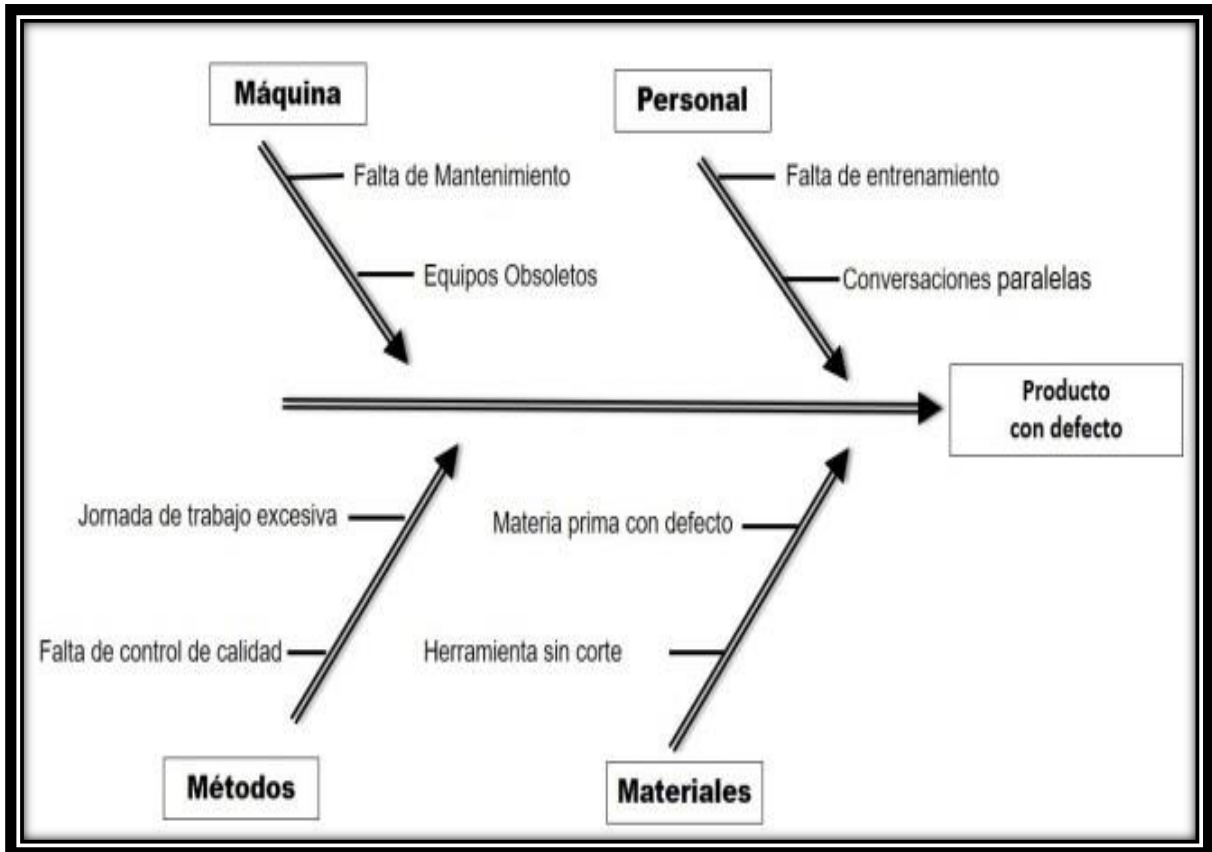 Máquina
Personal
Falta de Mantenimiento
Falta de entrenamiento
Equipos Obsoletos
Conversaciones paralelas
Producto
con defecto
Jornada de trabajo excesiva
Materia prima con defecto
Falta de control de calidad
Herramienta sin corte
Métodos
Materiales